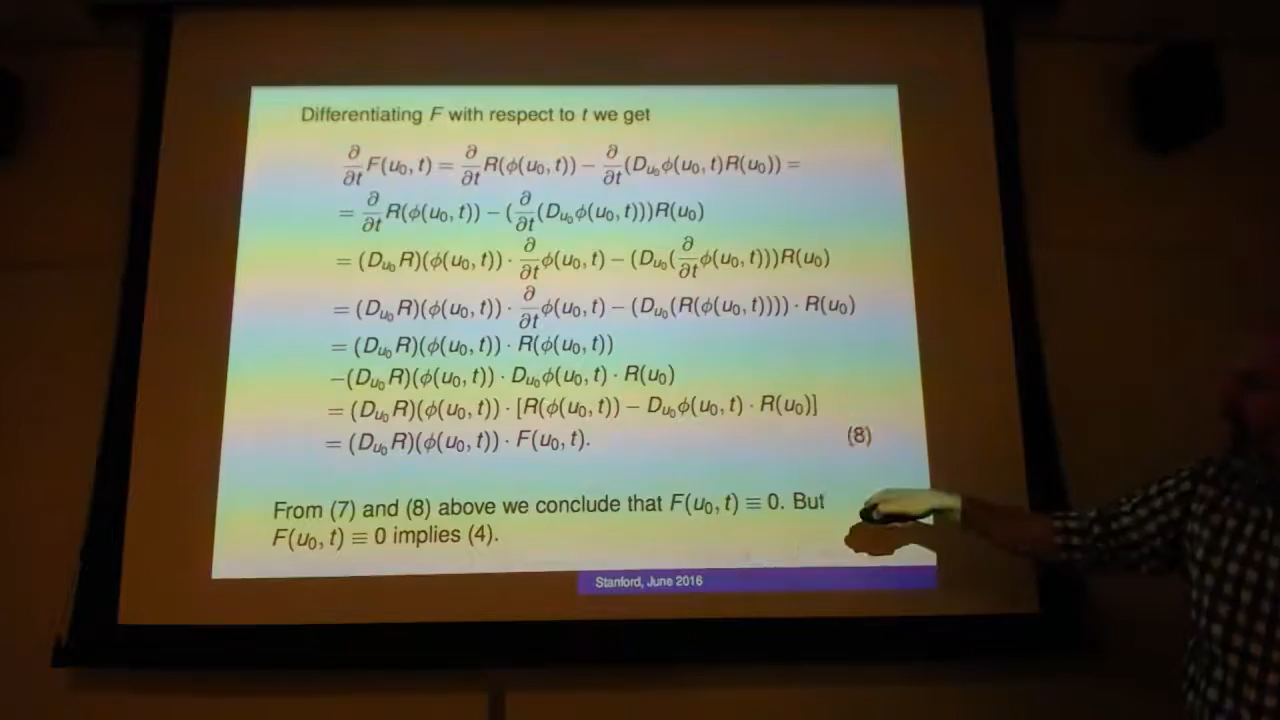 Differentiating F with respect to t we get
∂/∂t F(u₀, t) = ∂/∂t R(ϕ(u₀, t)) − ∂/∂t (D_{u₀}ϕ(u₀, t)R(u₀)) =
= ∂/∂t R(ϕ(u₀, t)) − (∂/∂t (D_{u₀}ϕ(u₀, t)))R(u₀)
= (D_{u₀}R)(ϕ(u₀, t)) · ∂/∂t ϕ(u₀, t) − (D_{u₀}(∂/∂t ϕ(u₀, t)))R(u₀)
= (D_{u₀}R)(ϕ(u₀, t)) · ∂/∂t ϕ(u₀, t) − (D_{u₀}(R(ϕ(u₀, t)))) · R(u₀)
= (D_{u₀}R)(ϕ(u₀, t)) · R(ϕ(u₀, t))
−(D_{u₀}R)(ϕ(u₀, t)) · D_{u₀}ϕ(u₀, t) · R(u₀)
= (D_{u₀}R)(ϕ(u₀, t)) · [R(ϕ(u₀, t)) − D_{u₀}ϕ(u₀, t) · R(u₀)]
= (D_{u₀}R)(ϕ(u₀, t)) · F(u₀, t). (8)
From (7) and (8) above we conclude that F(u₀, t) ≡ 0. But
F(u₀, t) ≡ 0 implies (4).
Stanford, June 2016